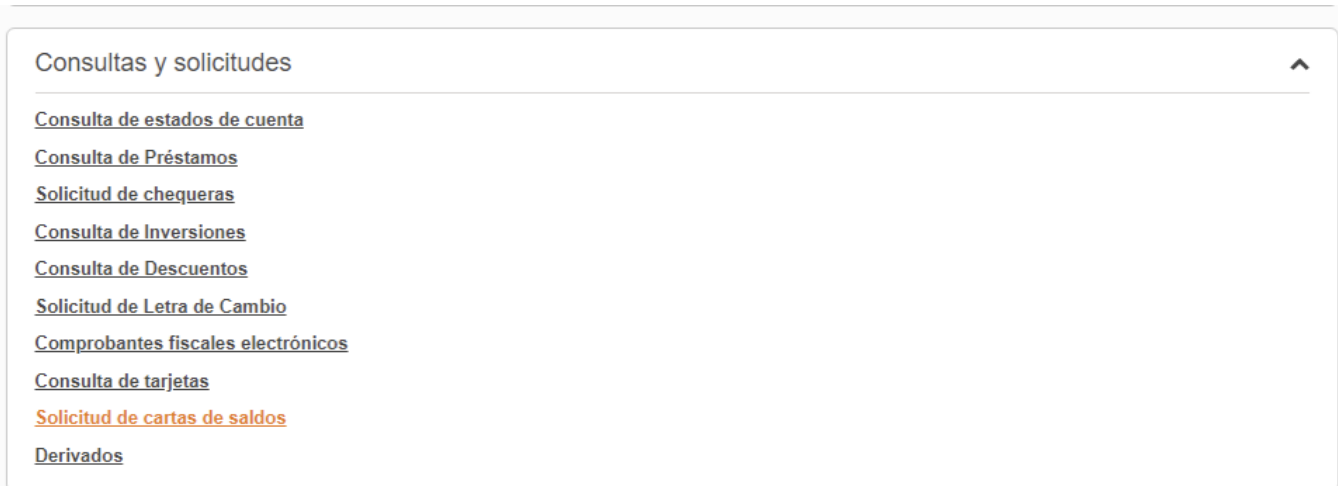 Consultas y solicitudes
Consulta de estados de cuenta
Consulta de Préstamos
Solicitud de chequeras
Consulta de Inversiones
Consulta de Descuentos
Solicitud de Letra de Cambio
Comprobantes fiscales electrónicos
Consulta de tarjetas
Solicitud de cartas de saldos
Derivados